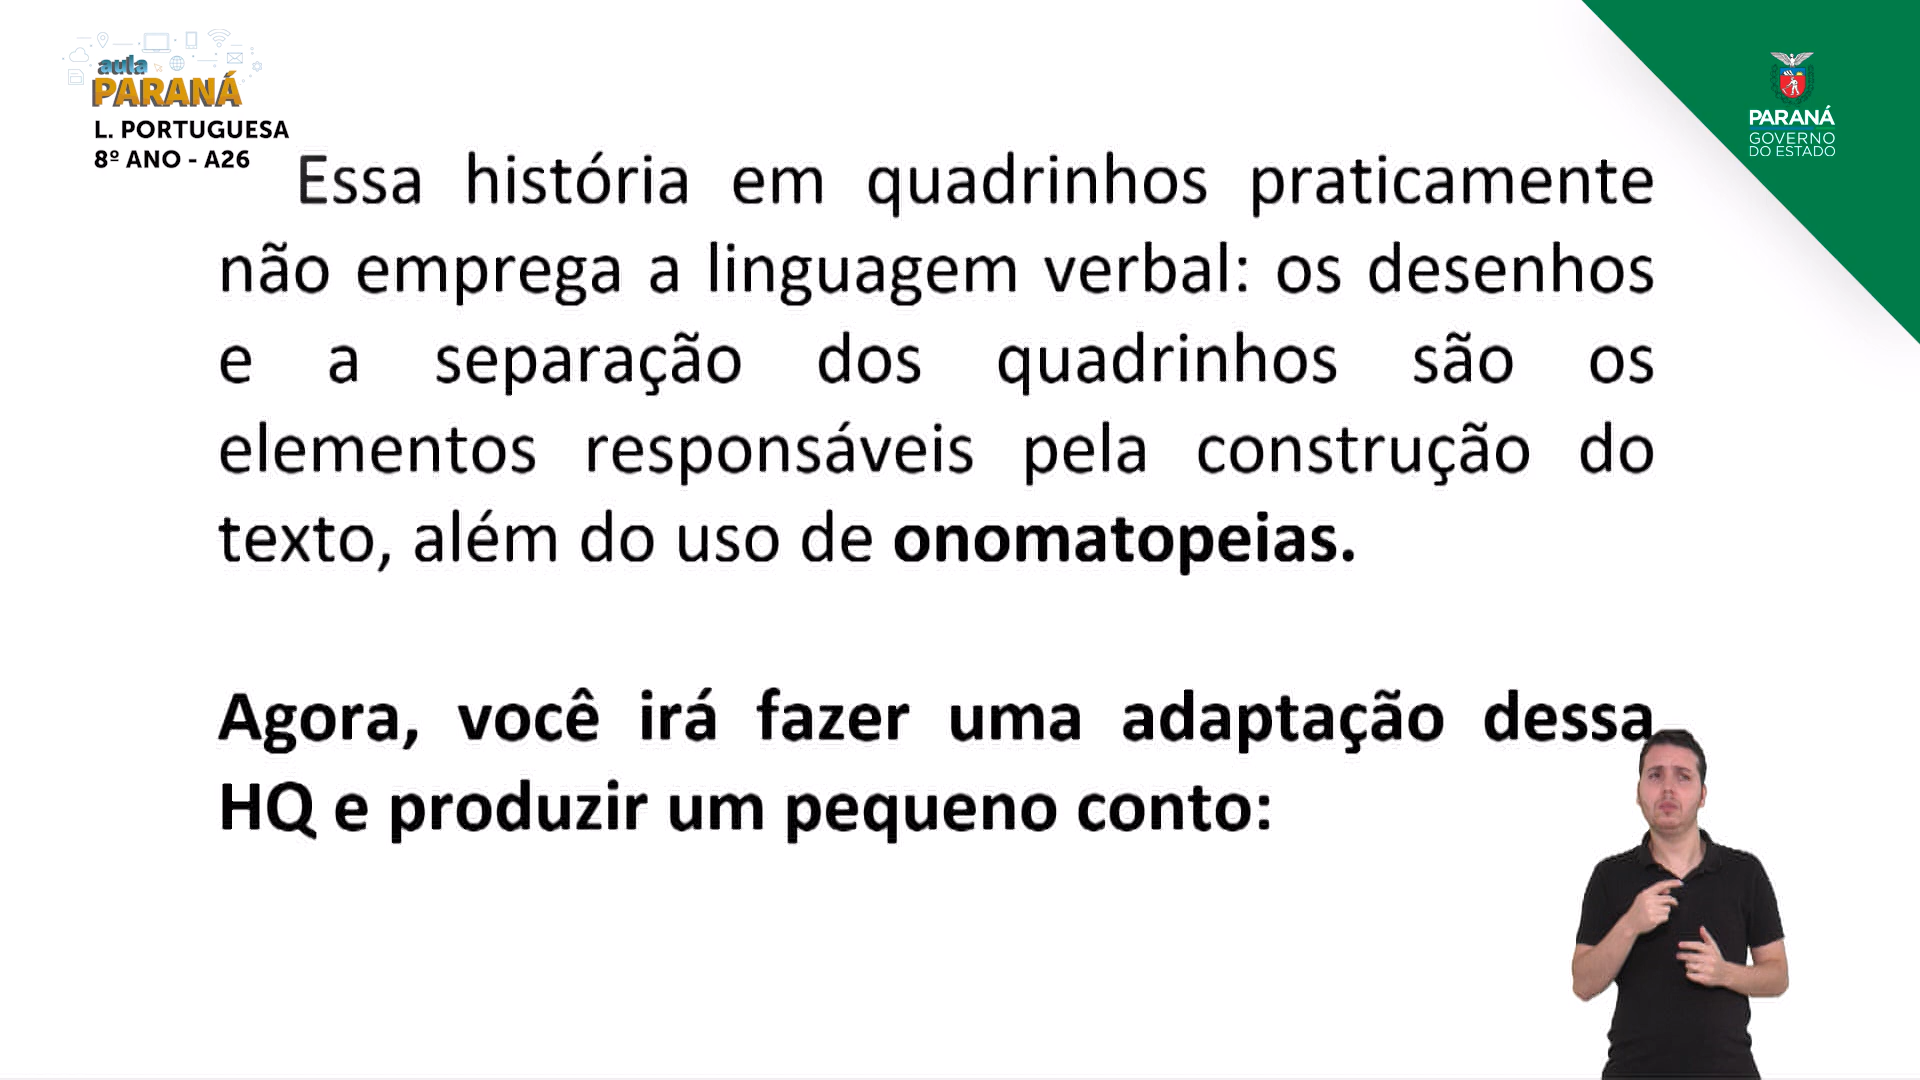 aula
PARANÁ
L. PORTUGUESA
8º ANO - A26
PARANÁ
GOVERNO
DO ESTADO
Essa história em quadrinhos praticamente
não emprega a linguagem verbal: os desenhos
e a separação dos quadrinhos são os
elementos responsáveis pela construção do
texto, além do uso de onomatopeias.
Agora, você irá fazer uma adaptação dessa
HQ e produzir um pequeno conto: